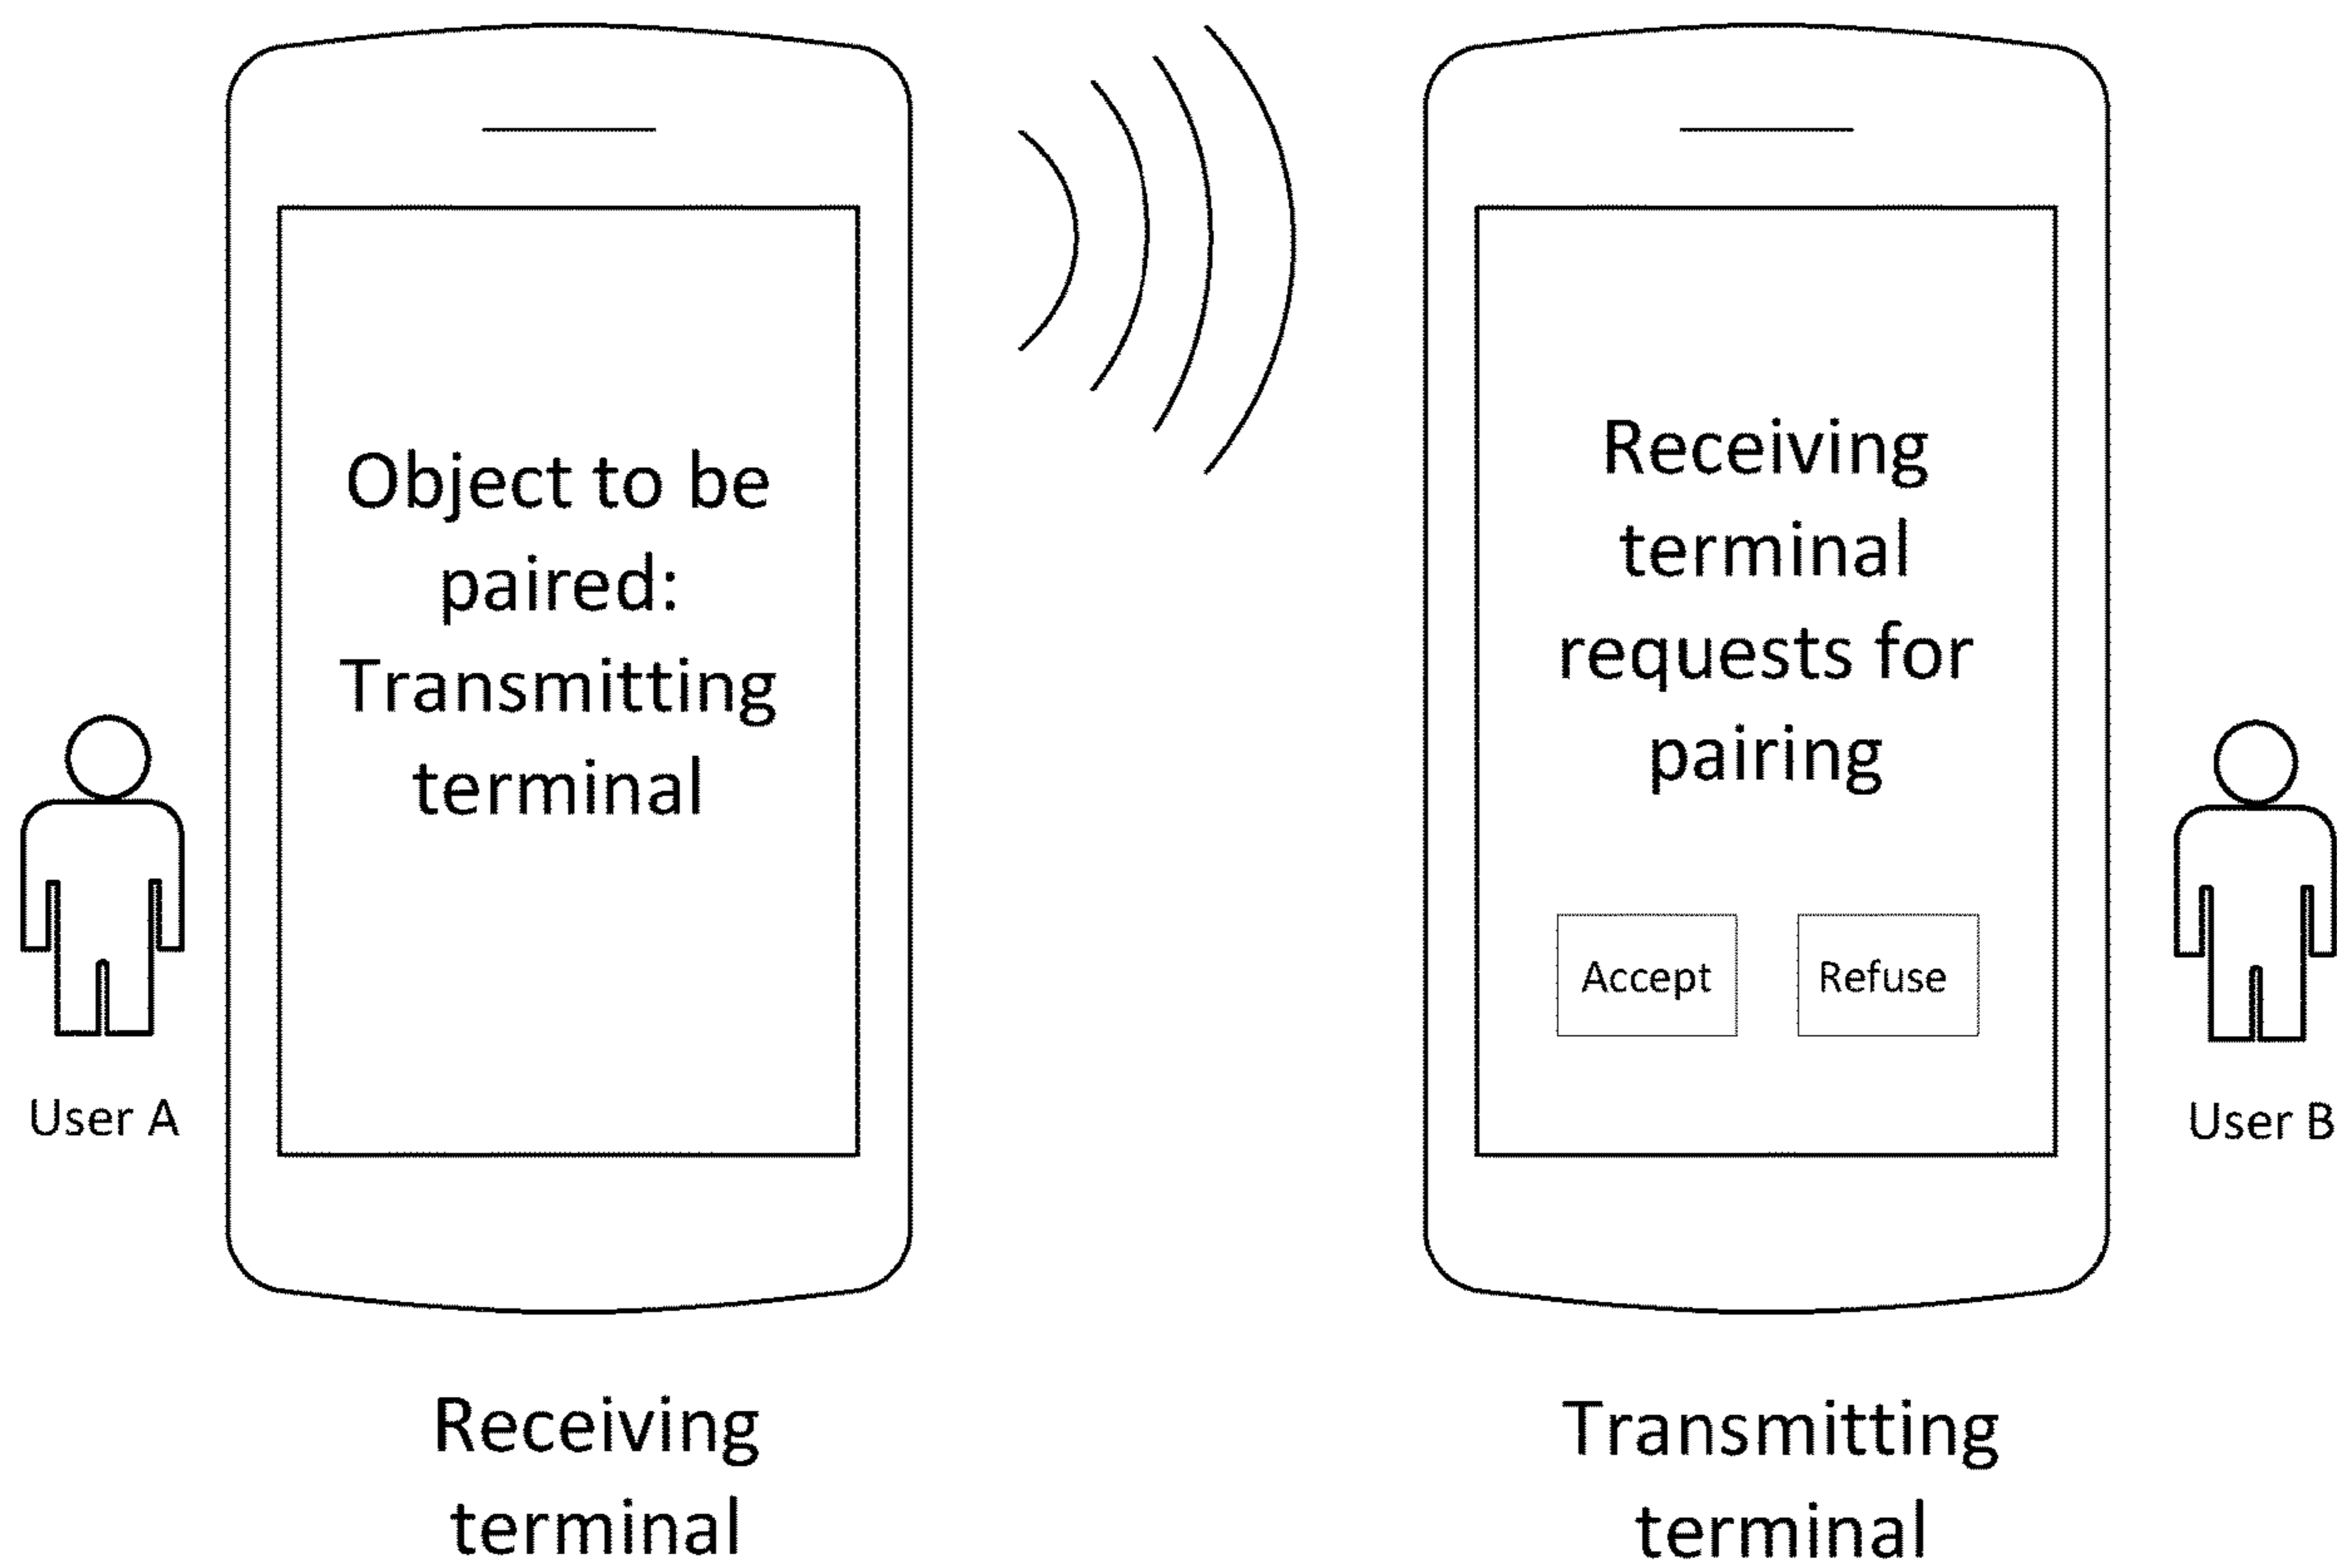 Object to be
paired:
Transmitting
terminal
User A
Receiving
terminal
Receiving
terminal
requests for
pairing
Accept
Refuse
User B
Transmitting
terminal